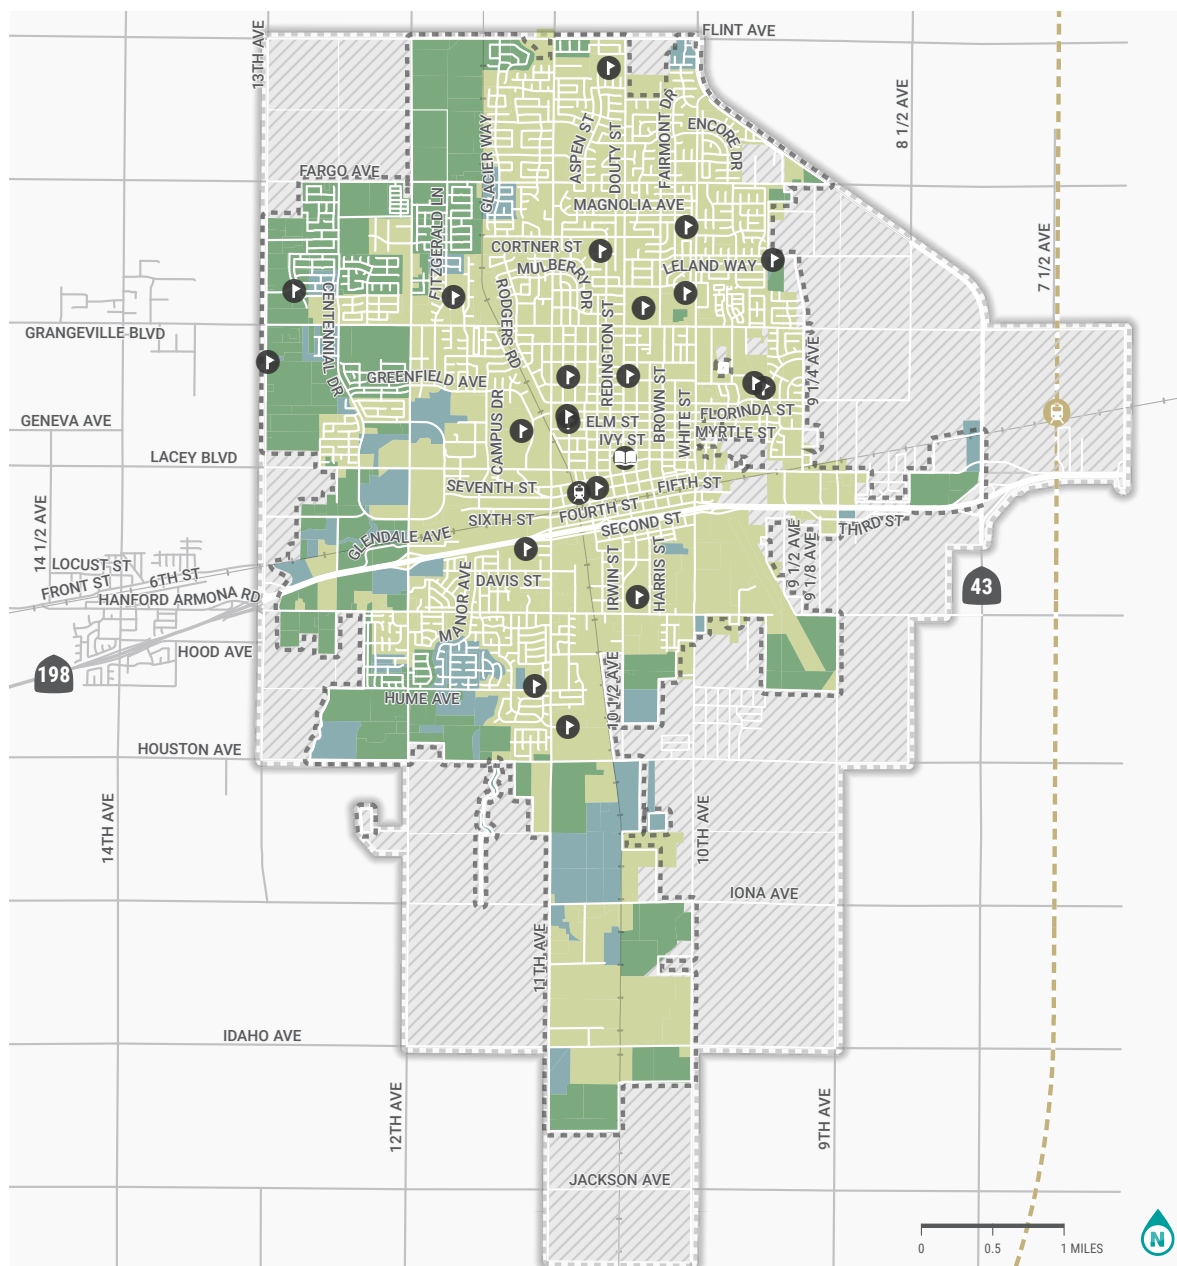 FLINT AVE
13TH AVE
8 1/2 AVE
FAIRMONT DR
ENCORE DR
ASPEN ST
DOUTY ST
GLACIER WAY
FARGO AVE
FITZGERALD LN
MAGNOLIA AVE
7 1/2 AVE
CORTNER ST
MULBERRY DR
LELAND WAY
CENTENNIAL DR
RODGERS RD
REDINGTON ST
GRANGEVILLE BLVD
9 1/4 AVE
GREENFIELD AVE
BROWN ST
WHITE ST
CAMPUS DR
FLORINDA ST
GENEVA AVE
ELM ST
MYRTLE ST
IVY ST
LACEY BLVD
SEVENTH ST
FIFTH ST
14 1/2 AVE
FOURTH ST
SIXTH ST
SECOND ST
THIRD ST
GLENDALE AVE
9 1/2 AVE
9 1/8 AVE
LOCUST ST
6TH ST
FRONT ST
HANFORD ARMONA RD
DAVIS ST
IRWIN ST
HARRIS ST
43
MANOR AVE
HOOD AVE
198
HUME AVE
10 1/2 AVE
HOUSTON AVE
14TH AVE
10TH AVE
IONA AVE
11TH AVE
IDAHO AVE
12TH AVE
9TH AVE
JACKSON AVE
0 0.5 1 MILES
N